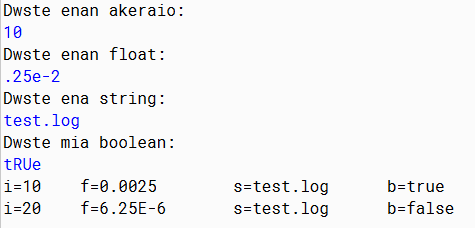 Dwste enan akeraio:
10
Dwste enan float:
.25e-2
Dwste ena string:
test.log
Dwste mia boolean:
tRUe
i=10    f=0.0025        s=test.log      b=true
i=20    f=6.25E-6       s=test.log      b=false